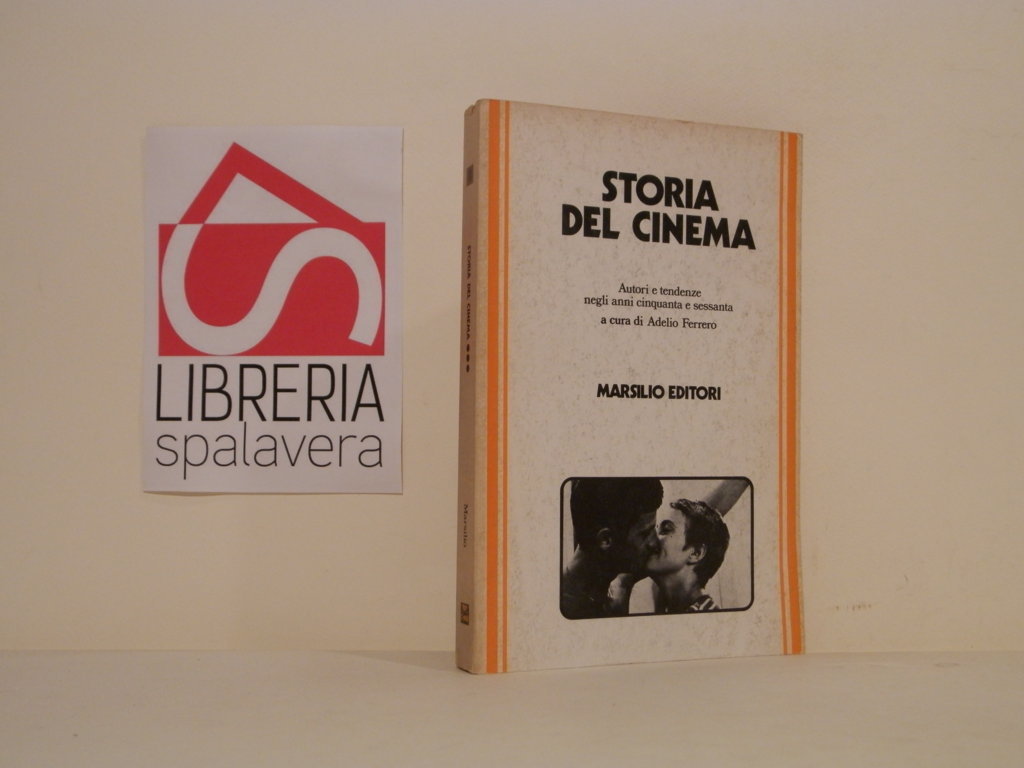 LIBRERIA
spalavera
STORIA DEL CINEMA
Marsilio
STORIA
DEL CINEMA
Autori e tendenze
negli anni cinquanta e sessanta
a cura di Adelio Ferrero
MARSILIO EDITORI